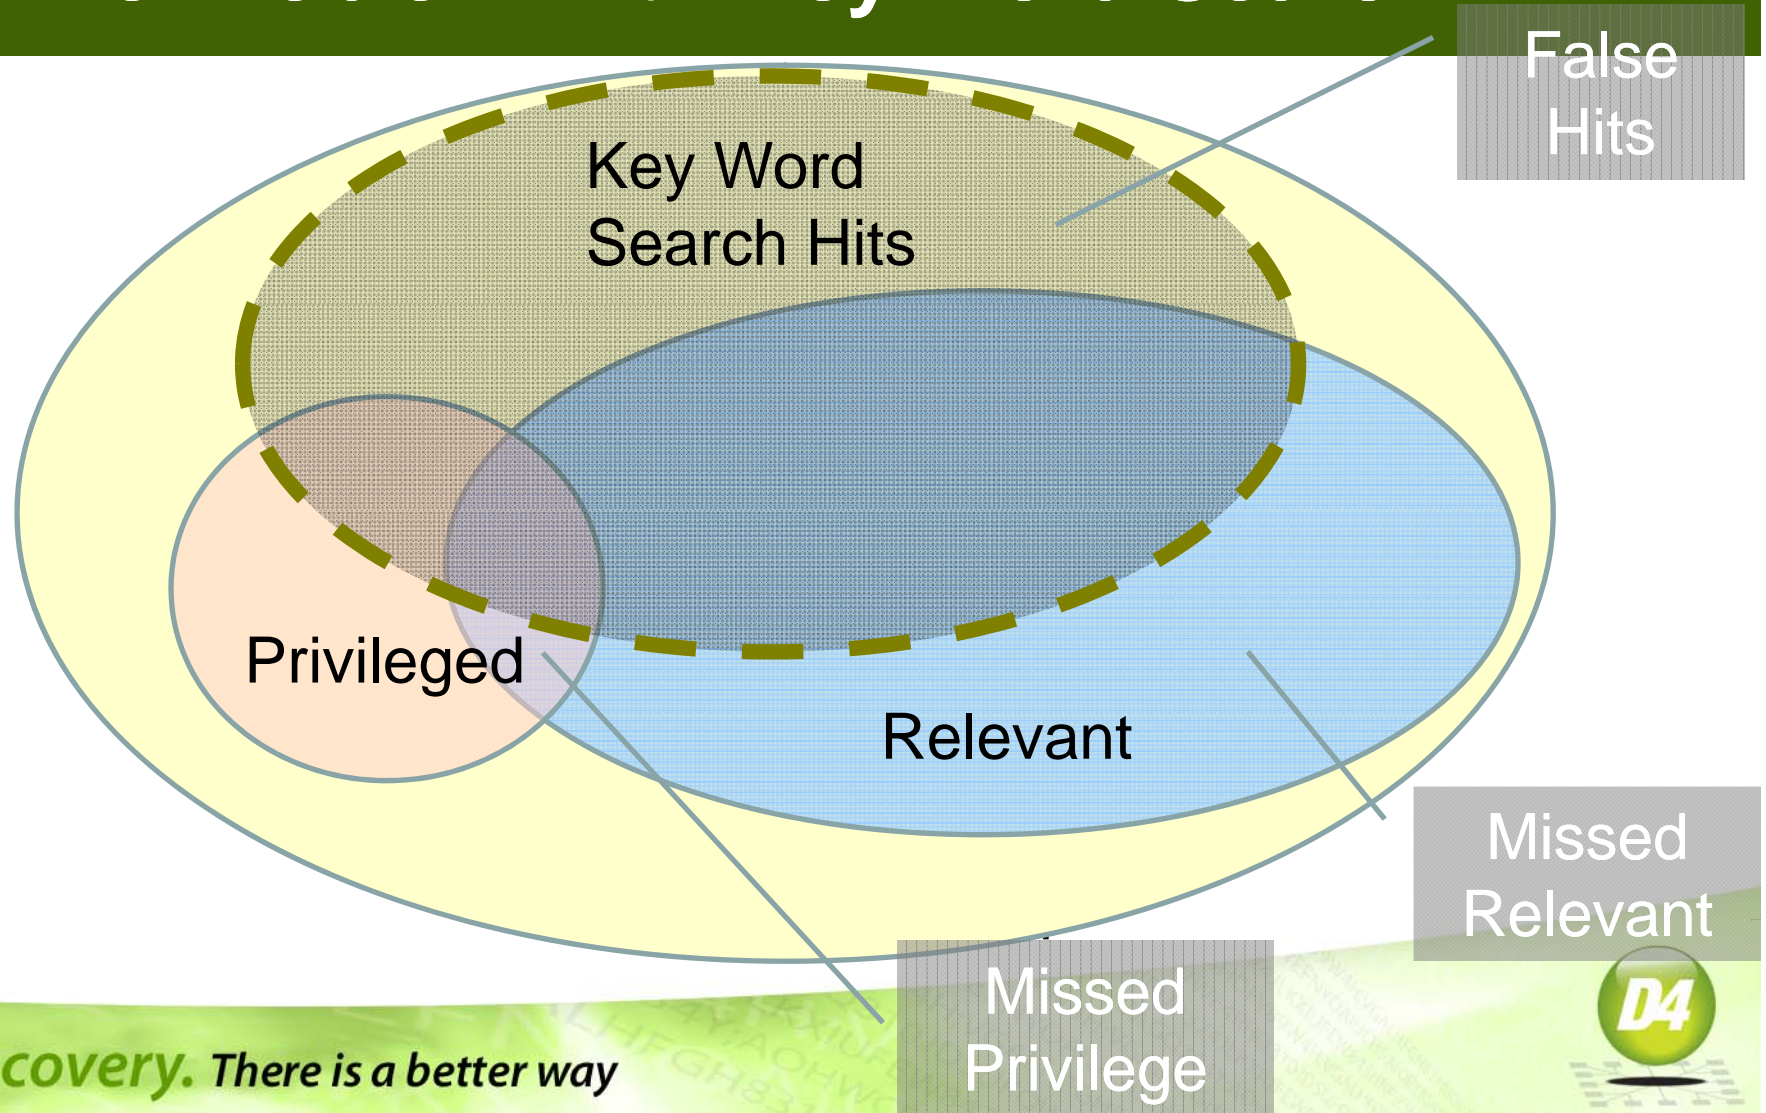 False
Hits
Key Word
Search Hits
Privileged
Relevant
Missed
Relevant
Missed
Privilege
D4
covery. There is a better way